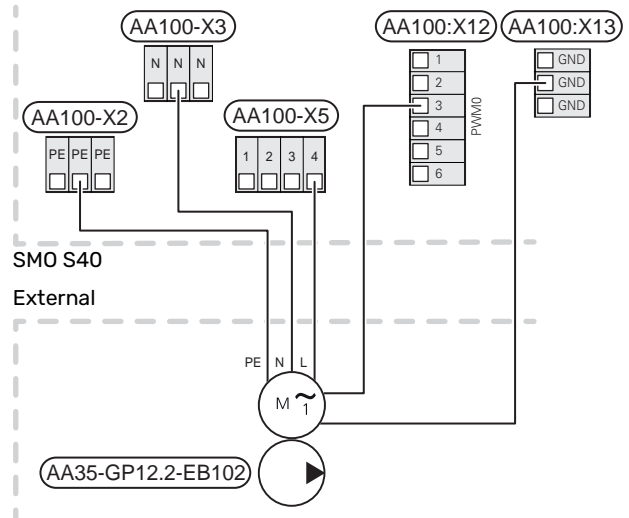 AA100-X3
AA100:X12
AA100:X13
N N N
1
2
3
4
5
6
PWM0
GND
GND
GND
AA100-X2
PE PE PE
AA100-X5
1 2 3 4
SMO S40
External
PE N L
M 1
AA35-GP12.2-EB102